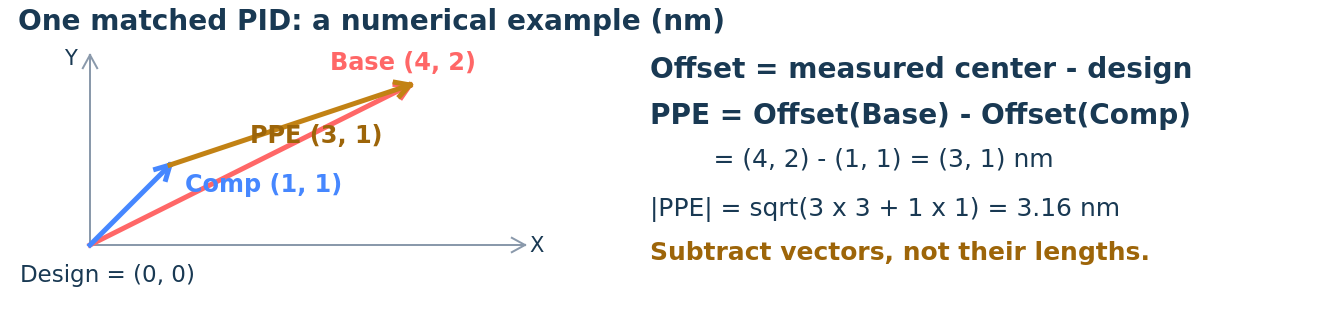 One matched PID: a numerical example (nm)
Y
Base (4, 2)
PPE (3, 1)
Comp (1, 1)
X
Design = (0, 0)
Offset = measured center - design
PPE = Offset(Base) - Offset(Comp)
= (4, 2) - (1, 1) = (3, 1) nm
|PPE| = sqrt(3 x 3 + 1 x 1) = 3.16 nm
Subtract vectors, not their lengths.